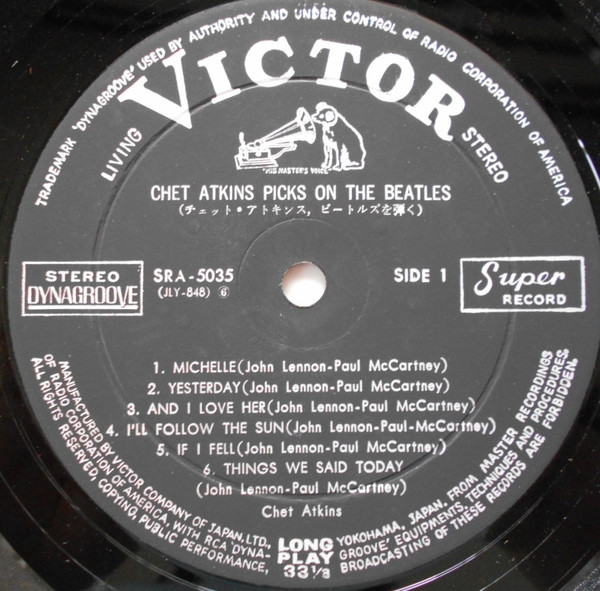 TRADEMARK 'DYNAGROOVE' USED BY AUTHORITY AND UNDER CONTROL OF RADIO CORPORATION OF AMERICA
LIVING VICTOR STEREO
"HIS MASTER'S VOICE"
CHET ATKINS PICKS ON THE BEATLES
(チェット・アトキンス, ビートルズを弾く)
STEREO
DYNAGROOVE
SRA-5035
(JLY-848) ⑥
SIDE 1
Super
RECORD
1. MICHELLE(John Lennon-Paul McCartney)
2. YESTERDAY(John Lennon-Paul McCartney)
3. AND I LOVE HER(John Lennon-Paul McCartney)
4. I'LL FOLLOW THE SUN(John Lennon-Paul-McCartney)
5. IF I FELL(John Lennon-Paul McCartney)
6. THINGS WE SAID TODAY
(John Lennon-Paul McCartney)
Chet Atkins
MANUFACTURED BY VICTOR COMPANY OF JAPAN, LTD., YOKOHAMA, JAPAN, FROM MASTER RECORDINGS
OF RADIO CORPORATION OF AMERICA, WITH RCA 'DYNA-GROOVE' EQUIPMENTS, TECHNIQUES AND PROCEDURES.
ALL RIGHTS RESERVED, COPYING, PUBLIC PERFORMANCE, BROADCASTING OF THESE RECORDS ARE FORBIDDEN.
LONG
PLAY
33⅓